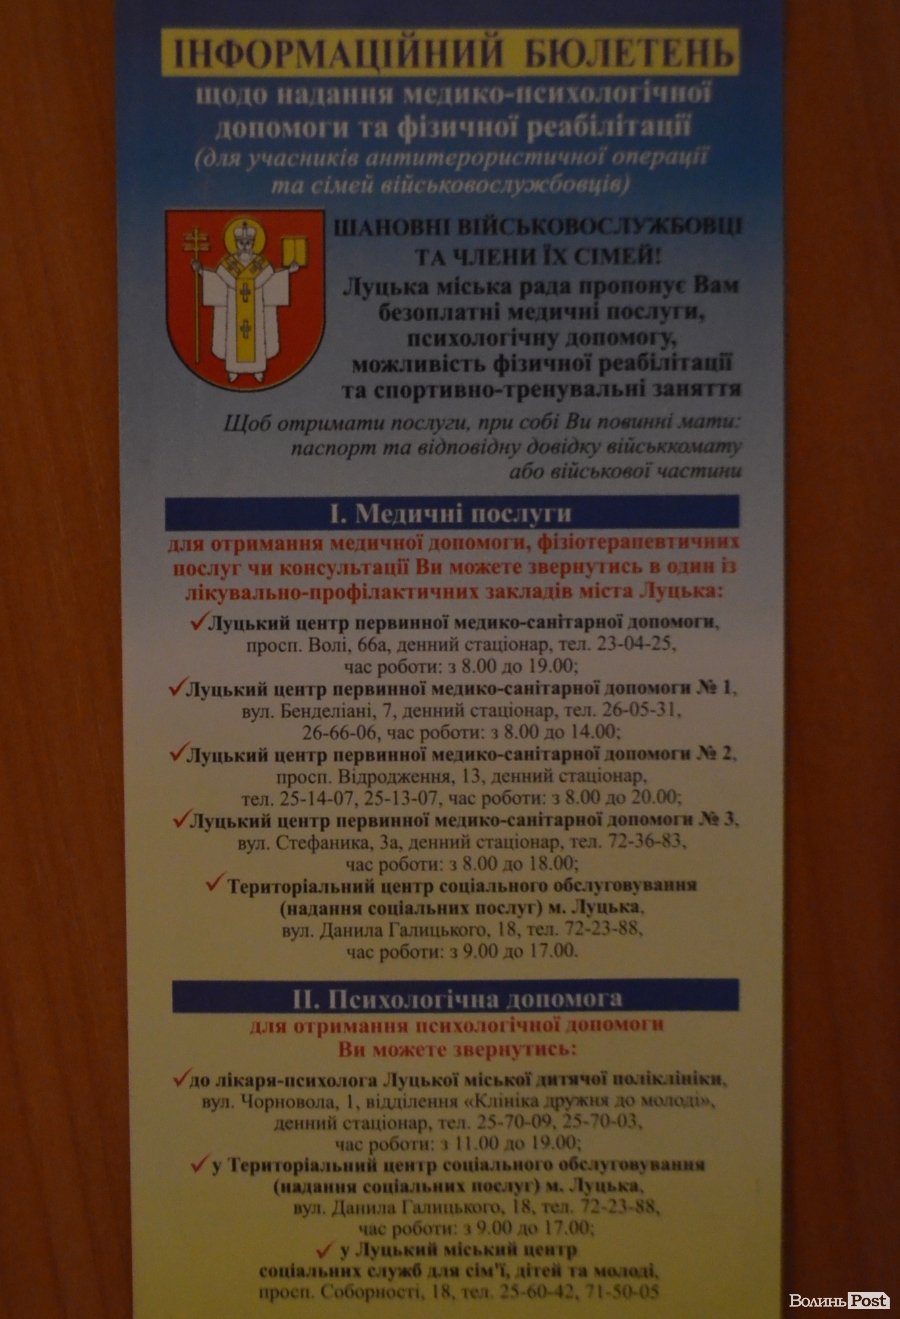 ІНФОРМАЦІЙНИЙ БЮЛЕТЕНЬ
щодо надання медико-психологічної
допомоги та фізичної реабілітації
(для учасників антитерористичної операції
та сімей військовослужбовців)
ШАНОВНІ ВІЙСЬКОВОСЛУЖБОВЦІ
ТА ЧЛЕНИ ЇХ СІМЕЙ!
Луцька міська рада пропонує Вам
безоплатні медичні послуги,
психологічну допомогу,
можливість фізичної реабілітації
та спортивно-тренувальні заняття
Щоб отримати послуги, при собі Ви повинні мати:
паспорт та відповідну довідку військкомату
або військової частини
І. Медичні послуги
для отримання медичної допомоги, фізіотерапевтичних
послуг чи консультації Ви можете звернутись в один із
лікувально-профілактичних закладів міста Луцька:
✓Луцький центр первинної медико-санітарної допомоги,
просп. Волі, 66а, денний стаціонар, тел. 23-04-25,
час роботи: з 8.00 до 19.00;
✓Луцький центр первинної медико-санітарної допомоги № 1,
вул. Бенделіані, 7, денний стаціонар, тел. 26-05-31,
26-66-06, час роботи: з 8.00 до 14.00;
✓Луцький центр первинної медико-санітарної допомоги № 2,
просп. Відродження, 13, денний стаціонар,
тел. 25-14-07, 25-13-07, час роботи: з 8.00 до 20.00;
✓Луцький центр первинної медико-санітарної допомоги № 3,
вул. Стефаника, 3а, денний стаціонар, тел. 72-36-83,
час роботи: з 8.00 до 18.00;
✓Територіальний центр соціального обслуговування
(надання соціальних послуг) м. Луцька,
вул. Данила Галицького, 18, тел. 72-23-88,
час роботи: з 9.00 до 17.00.
ІІ. Психологічна допомога
для отримання психологічної допомоги
Ви можете звернутись:
✓до лікаря-психолога Луцької міської дитячої поліклініки,
вул. Чорновола, 1, відділення «Клініка дружня до молоді»,
денний стаціонар, тел. 25-70-09, 25-70-03,
час роботи: з 11.00 до 19.00;
✓у Територіальний центр соціального обслуговування
(надання соціальних послуг) м. Луцька,
вул. Данила Галицького, 18, тел. 72-23-88,
час роботи: з 9.00 до 17.00;
✓ у Луцький міський центр
соціальних служб для сім'ї, дітей та молоді,
просп. Соборності, 18, тел. 25-60-42, 71-50-05
Волинь Post